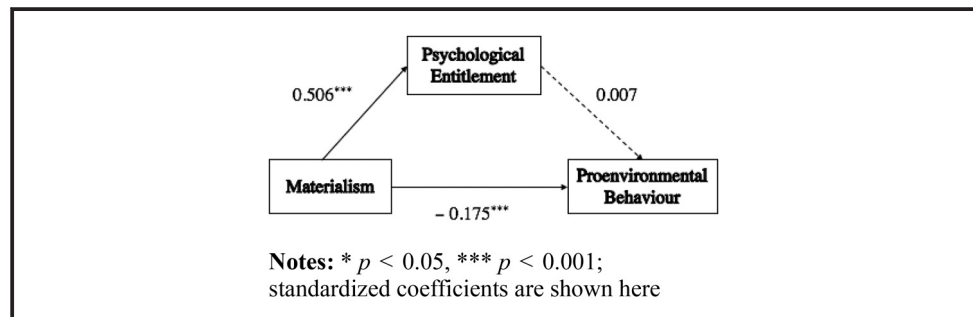 Psychological
Entitlement
0.506***
0.007
Materialism
Proenvironmental
Behaviour
– 0.175***
Notes: * p < 0.05, *** p < 0.001;
standardized coefficients are shown here